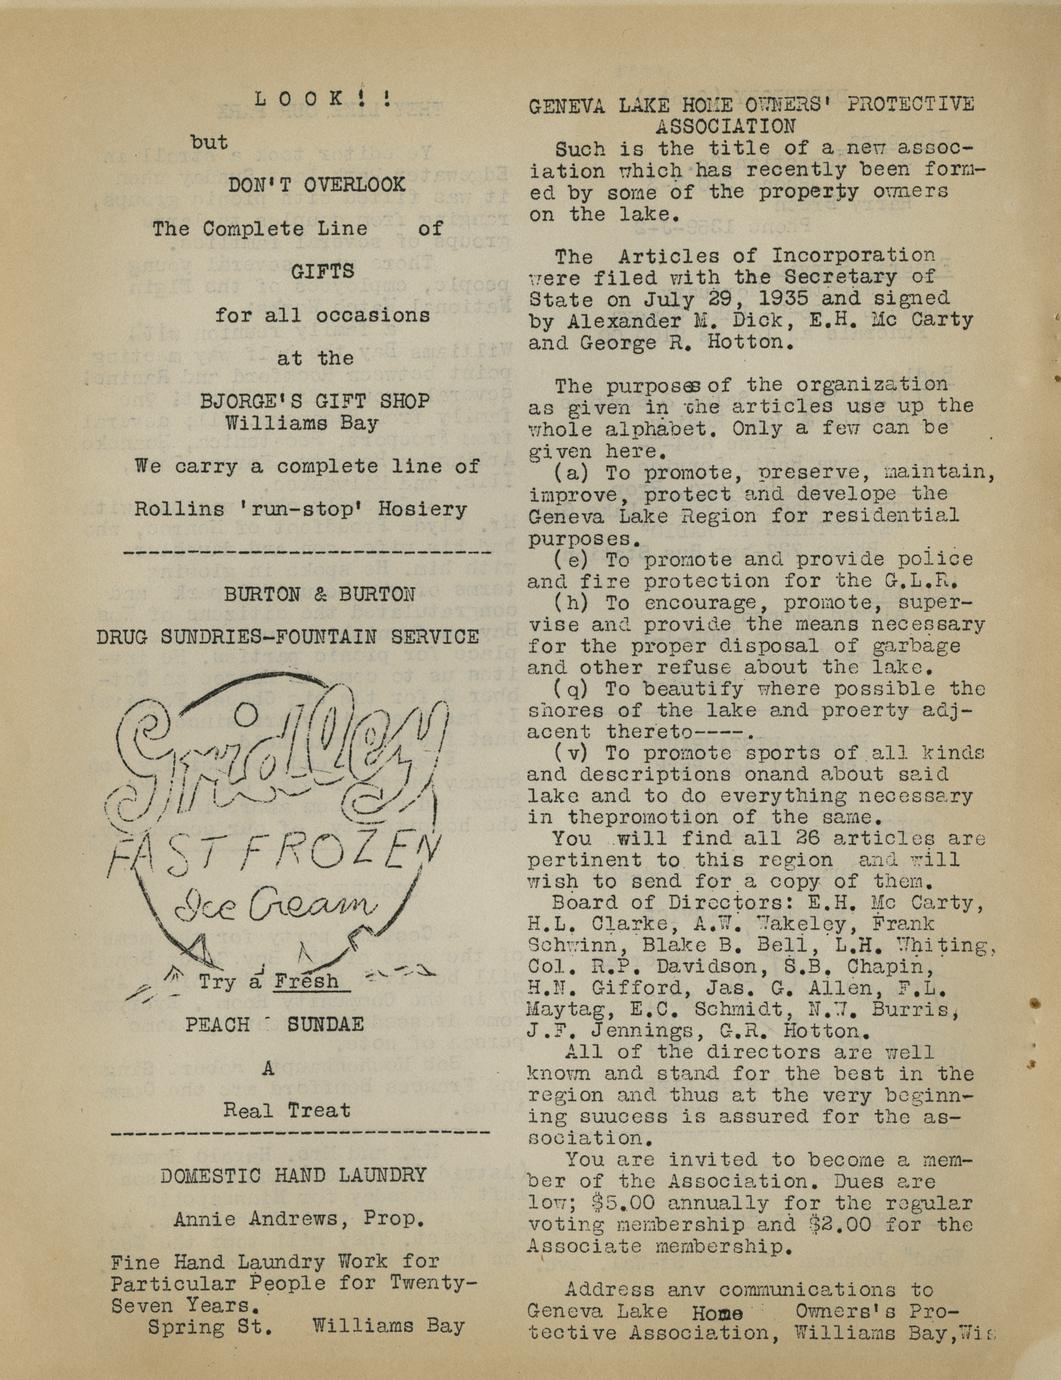 L O O K ! !
but
DON'T OVERLOOK
The Complete Line of
GIFTS
for all occasions
at the
BJORGE'S GIFT SHOP
Williams Bay
We carry a complete line of
Rollins 'run-stop' Hosiery
BURTON & BURTON
DRUG SUNDRIES-FOUNTAIN SERVICE
Gridley
FAST FROZEN
Ice Cream
Try a Fresh
PEACH - SUNDAE
A
Real Treat
DOMESTIC HAND LAUNDRY
Annie Andrews, Prop.
Fine Hand Laundry Work for
Particular People for Twenty-
Seven Years.
Spring St. Williams Bay
GENEVA LAKE HOME OWNERS' PROTECTIVE
ASSOCIATION
Such is the title of a new assoc-
iation which has recently been form-
ed by some of the property owners
on the lake.
The Articles of Incorporation
were filed with the Secretary of
State on July 29, 1935 and signed
by Alexander M. Dick, E.H. Mc Carty
and George R. Hotton.
The purposes of the organization
as given in the articles use up the
whole alphabet. Only a few can be
given here.
(a) To promote, preserve, maintain,
improve, protect and develope the
Geneva Lake Region for residential
purposes.
(e) To promote and provide police
and fire protection for the G.L.R.
(h) To encourage, promote, super-
vise and provide the means necessary
for the proper disposal of garbage
and other refuse about the lake.
(q) To beautify where possible the
shores of the lake and proerty adj-
acent thereto----.
(v) To promote sports of all kinds
and descriptions onand about said
lake and to do everything necessary
in thepromotion of the same.
You will find all 26 articles are
pertinent to this region and will
wish to send for a copy of them.
Board of Directors: E.H. Mc Carty,
H.L. Clarke, A.W. Wakeley, Frank
Schwinn, Blake B. Bell, L.H. Whiting,
Col. R.P. Davidson, S.B. Chapin,
H.N. Gifford, Jas. G. Allen, F.L.
Maytag, E.C. Schmidt, N.W. Burris,
J.F. Jennings, G.R. Hotton.
All of the directors are well
known and stand for the best in the
region and thus at the very beginn-
ing suucess is assured for the as-
sociation.
You are invited to become a mem-
ber of the Association. Dues are
low; $5.00 annually for the regular
voting membership and $2.00 for the
Associate membership.
Address any communications to
Geneva Lake Home Owners's Pro-
tective Association, Williams Bay,Wis